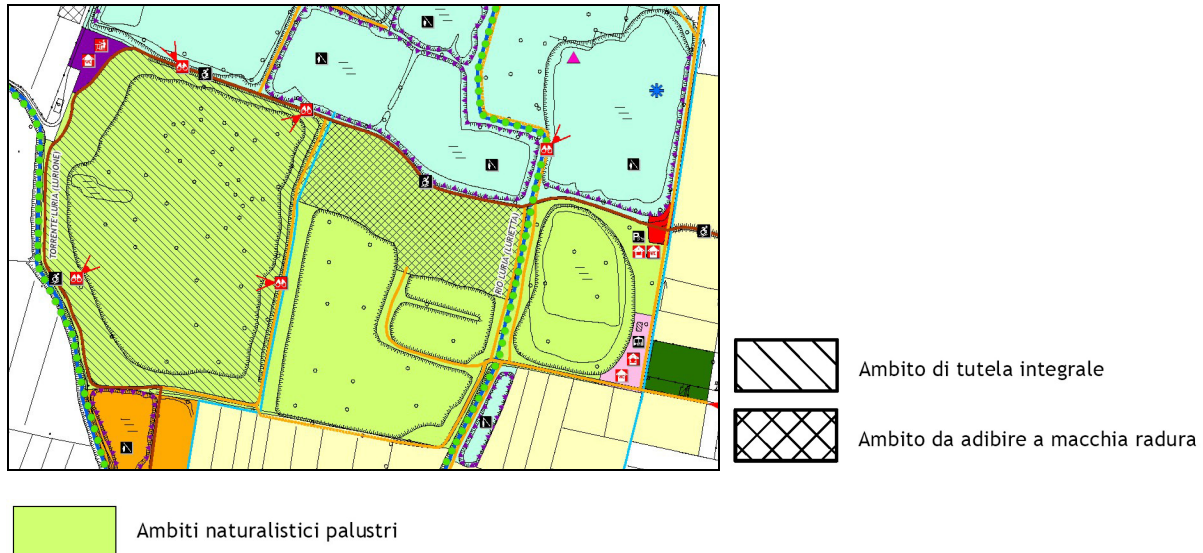 TORRENTE LURIA (LURIONE)
RIO LURIA (LURIETTA)
Ambito di tutela integrale
Ambito da adibire a macchia radura
Ambiti naturalistici palustri